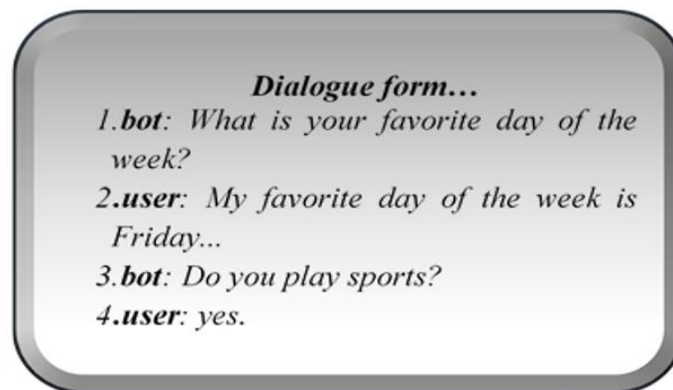 Dialogue form...
1.bot: What is your favorite day of the
week?
2.user: My favorite day of the week is
Friday...
3.bot: Do you play sports?
4.user: yes.